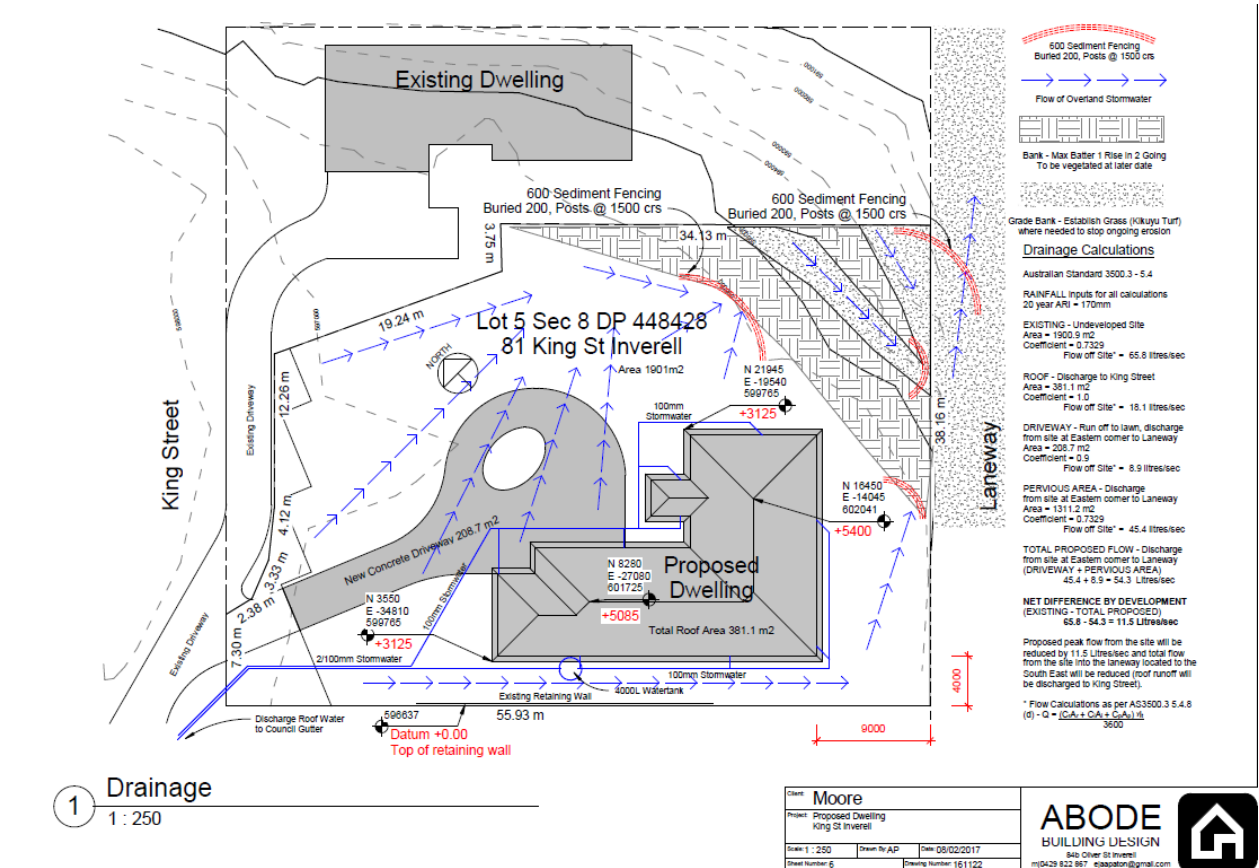 Existing Dwelling
600 Sediment Fencing
Buried 200, Posts @ 1500 crs
600 Sediment Fencing
Buried 200, Posts @ 1500 crs
3.75 m
34.13 m
19.24 m
Lot 5 Sec 8 DP 448428
81 King St Inverell
Area 1901m2
NORTH
King Street
Existing Driveway
12.26 m
4.12 m
3.33 m
2.38 m
7.30 m
Existing Driveway
New Concrete Driveway 208.7 m2
100mm
Stormwater
N 21945
E -19540
599765
+3125
38.16 m
Laneway
N 16450
E -14045
602041
+5400
N 8280
E -27080
601725
+5085
Proposed
Dwelling
Total Roof Area 381.1 m2
N 3550
E -34810
599765
+3125
100mm Stormwater
2/100mm Stormwater
100mm Stormwater
4000L Watertank
Existing Retaining Wall
55.93 m
Discharge Roof Water
to Council Gutter
596637
Datum +0.00
Top of retaining wall
4000
9000
600 Sediment Fencing
Buried 200, Posts @ 1500 crs
Flow of Overland Stormwater
Bank - Max Batter 1 Rise in 2 Going
To be vegetated at later date
Grade Bank - Establish Grass (Kikuyu Turf)
where needed to stop ongoing erosion
Drainage Calculations
Australian Standard 3500.3 - 5.4
RAINFALL Inputs for all calculations
20 year ARI = 170mm
EXISTING - Undeveloped Site
Area = 1900.9 m2
Coefficient = 0.7329
Flow off Site* = 65.8 litres/sec
ROOF - Discharge to King Street
Area = 381.1 m2
Coefficient = 1.0
Flow off Site* = 18.1 litres/sec
DRIVEWAY - Run off to lawn, discharge
from site at Eastern corner to Laneway
Area = 208.7 m2
Coefficient = 0.9
Flow off Site* = 8.9 litres/sec
PERVIOUS AREA - Discharge
from site at Eastern corner to Laneway
Area = 1311.2 m2
Coefficient = 0.7329
Flow off Site* = 45.4 litres/sec
TOTAL PROPOSED FLOW - Discharge
from site at Eastern corner to Laneway
(DRIVEWAY + PERVIOUS AREA)
45.4 + 8.9 = 54.3 Litres/sec
NET DIFFERENCE BY DEVELOPMENT
(EXISTING - TOTAL PROPOSED)
65.8 - 54.3 = 11.5 Litres/sec
Proposed peak flow from the site will be
reduced by 11.5 Litres/sec and total flow
from the site into the laneway located to the
South East will be reduced (roof runoff will
be discharged to King Street).
* Flow Calculations as per AS3500.3 5.4.8
(d) - Q =
3600
1
Drainage
1 : 250
Client: Moore
Project: Proposed Dwelling
King St Inverell
Scale: 1 : 250
Drawn By: AP
Date: 08/02/2017
Sheet Number: 6
Drawing Number: 161122
ABODE
BUILDING DESIGN
84b Oliver St Inverell
m|0429 822 867 ejaapaton@gmail.com